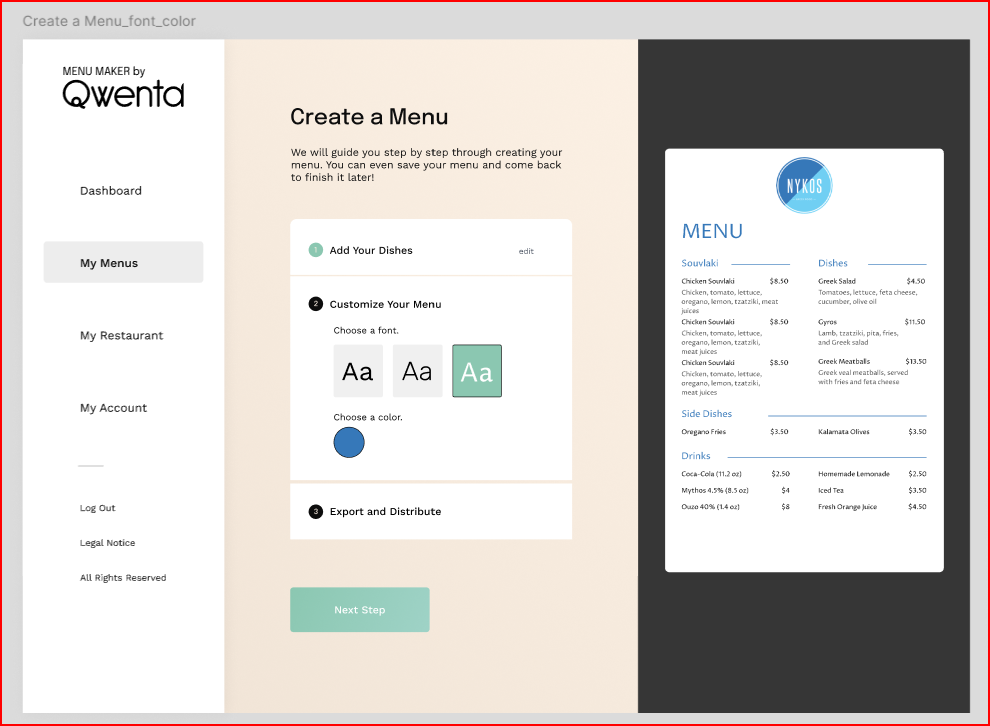 Create a Menu_font_color
MENU MAKER by
Qwenta
Dashboard
My Menus
My Restaurant
My Account
Log Out
Legal Notice
All Rights Reserved
Create a Menu
We will guide you step by step through creating your
menu. You can even save your menu and come back
to finish it later!
1 Add Your Dishes edit
2 Customize Your Menu
Choose a font.
Aa Aa Aa
Choose a color.
3 Export and Distribute
Next Step
NYKOS
MENU
Souvlaki
Chicken Souvlaki $8.50
Chicken, tomato, lettuce,
oregano, lemon, tzatziki, meat
juices
Chicken Souvlaki $8.50
Chicken, tomato, lettuce,
oregano, lemon, tzatziki,
meat juices
Chicken Souvlaki $8.50
Chicken, tomato, lettuce,
oregano, lemon, tzatziki,
meat juices
Dishes
Greek Salad $4.50
Tomatoes, lettuce, feta cheese,
cucumber, olive oil
Gyros $11.50
Lamb, tzatziki, pita, fries,
and Greek salad
Greek Meatballs $13.50
Greek veal meatballs, served
with fries and feta cheese
Side Dishes
Oregano Fries $3.50 Kalamata Olives $3.50
Drinks
Coca-Cola (11.2 oz) $2.50 Homemade Lemonade $2.50
Mythos 4.5% (8.5 oz) $4 Iced Tea $3.50
Ouzo 40% (1.4 oz) $8 Fresh Orange Juice $4.50